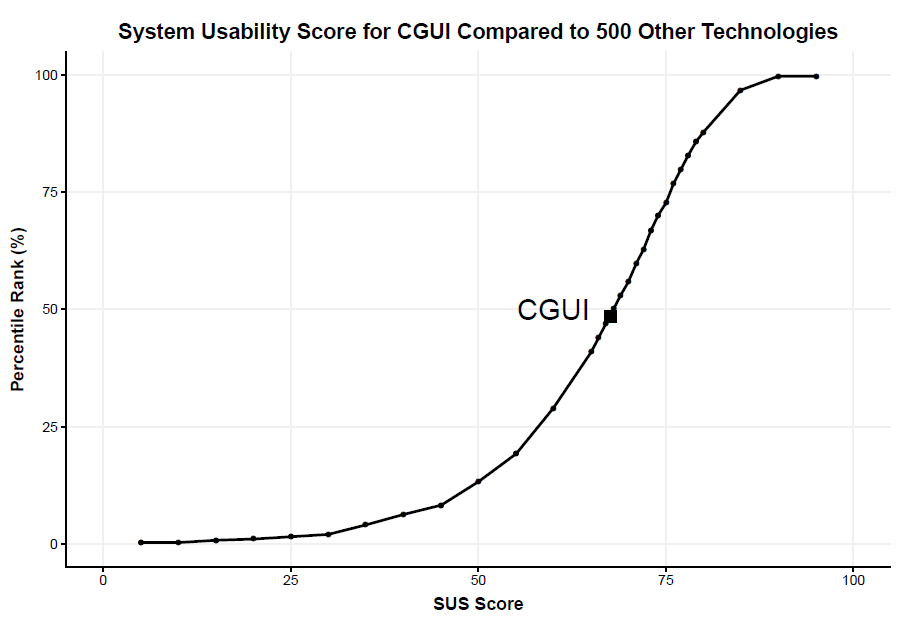 System Usability Score for CGUI Compared to 500 Other Technologies
100
75
50
25
0
CGUI
0 25 50 75 100
SUS Score
Percentile Rank (%)